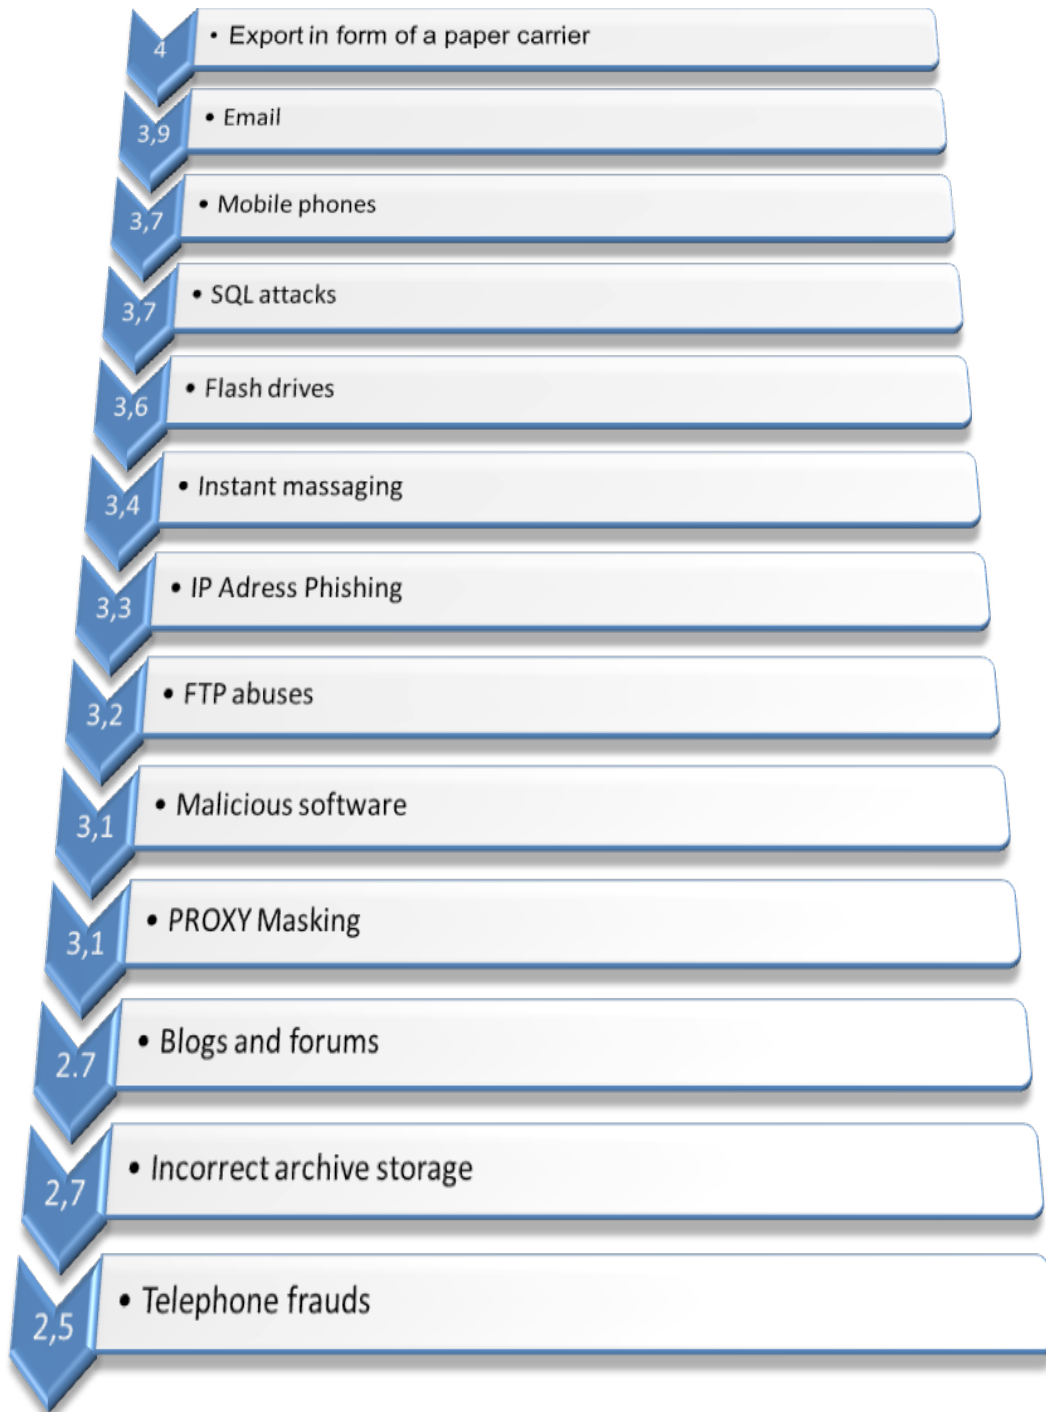 4
• Export in form of a paper carrier
3,9
• Email
3,7
• Mobile phones
3,7
• SQL attacks
3,6
• Flash drives
3,4
• Instant massaging
3,3
• IP Adress Phishing
3,2
• FTP abuses
3,1
• Malicious software
3,1
• PROXY Masking
2.7
• Blogs and forums
2,7
• Incorrect archive storage
2,5
• Telephone frauds